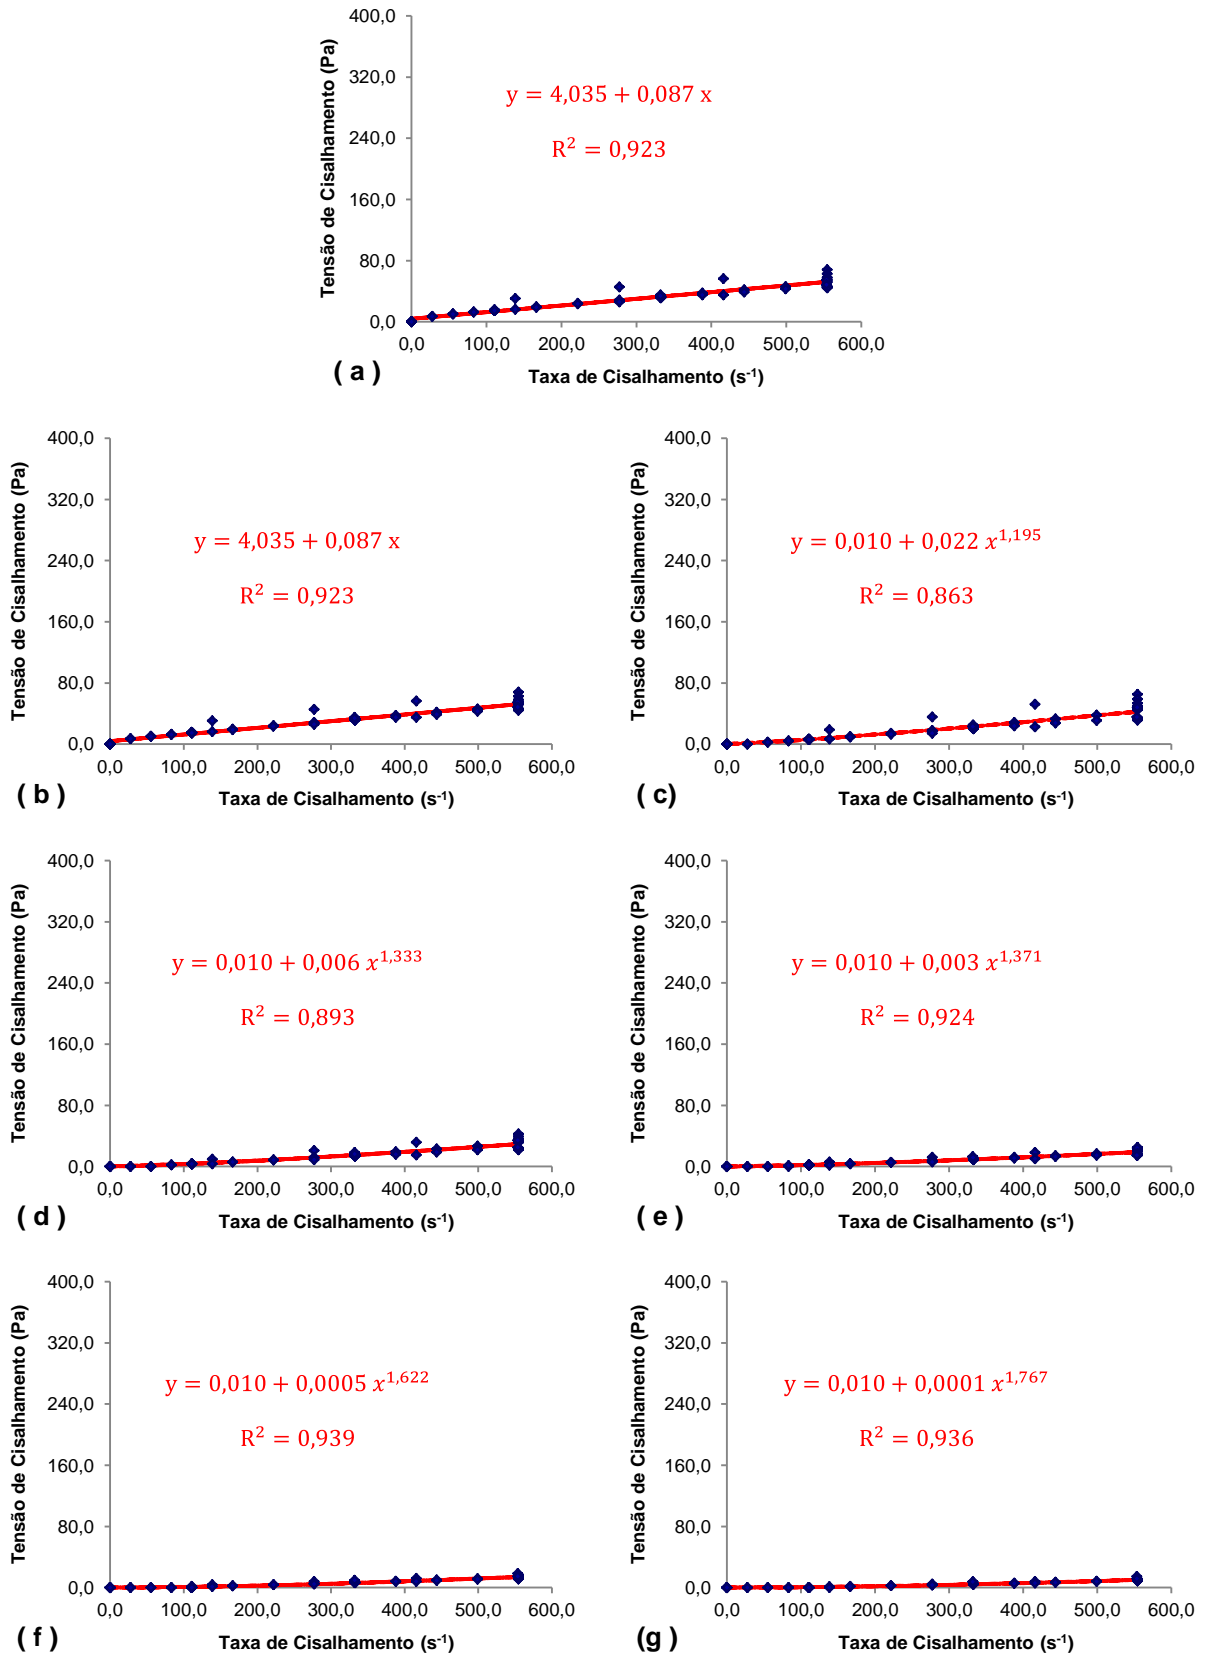 400,0
320,0
240,0
160,0
80,0
0,0
Tensão de Cisalhamento (Pa)
y = 4,035 + 0,087 x
R² = 0,923
0,0 100,0 200,0 300,0 400,0 500,0 600,0
Taxa de Cisalhamento (s⁻¹)
( a )
400,0
320,0
240,0
160,0
80,0
0,0
Tensão de Cisalhamento (Pa)
y = 4,035 + 0,087 x
R² = 0,923
0,0 100,0 200,0 300,0 400,0 500,0 600,0
Taxa de Cisalhamento (s⁻¹)
( b )
400,0
320,0
240,0
160,0
80,0
0,0
Tensão de Cisalhamento (Pa)
y = 0,010 + 0,022 x¹,¹⁹⁵
R² = 0,863
0,0 100,0 200,0 300,0 400,0 500,0 600,0
Taxa de Cisalhamento (s⁻¹)
( c)
400,0
320,0
240,0
160,0
80,0
0,0
Tensão de Cisalhamento (Pa)
y = 0,010 + 0,006 x¹,³³³
R² = 0,893
0,0 100,0 200,0 300,0 400,0 500,0 600,0
Taxa de Cisalhamento (s⁻¹)
( d )
400,0
320,0
240,0
160,0
80,0
0,0
Tensão de Cisalhamento (Pa)
y = 0,010 + 0,003 x¹,³⁷¹
R² = 0,924
0,0 100,0 200,0 300,0 400,0 500,0 600,0
Taxa de Cisalhamento (s⁻¹)
( e )
400,0
320,0
240,0
160,0
80,0
0,0
Tensão de Cisalhamento (Pa)
y = 0,010 + 0,0005 x¹,⁶²²
R² = 0,939
0,0 100,0 200,0 300,0 400,0 500,0 600,0
Taxa de Cisalhamento (s⁻¹)
( f )
400,0
320,0
240,0
160,0
80,0
0,0
Tensão de Cisalhamento (Pa)
y = 0,010 + 0,0001 x¹,⁷⁶⁷
R² = 0,936
0,0 100,0 200,0 300,0 400,0 500,0 600,0
Taxa de Cisalhamento (s⁻¹)
(g )